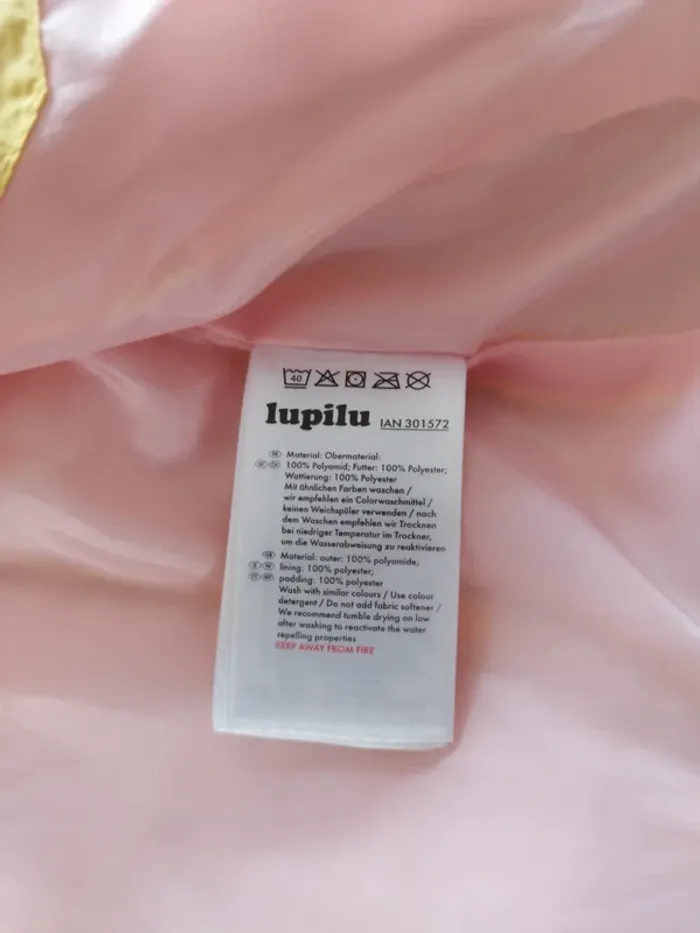 40
lupilu IAN 301572
DE Material: Obermaterial:
AT CH 100% Polyamid; Futter: 100% Polyester;
Wattierung: 100% Polyester
Mit ähnlichen Farben waschen /
wir empfehlen ein Colorwaschmittel /
keinen Weichspüler verwenden / nach
dem Waschen empfehlen wir Trocknen
bei niedriger Temperatur im Trockner,
um die Wasserabweisung zu reaktivieren
GB Material: outer: 100% polyamide;
lining: 100% polyester;
padding: 100% polyester
Wash with similar colours / Use colour
detergent / Do not add fabric softener /
We recommend tumble drying on low
after washing to reactivate the water
repelling properties
KEEP AWAY FROM FIRE